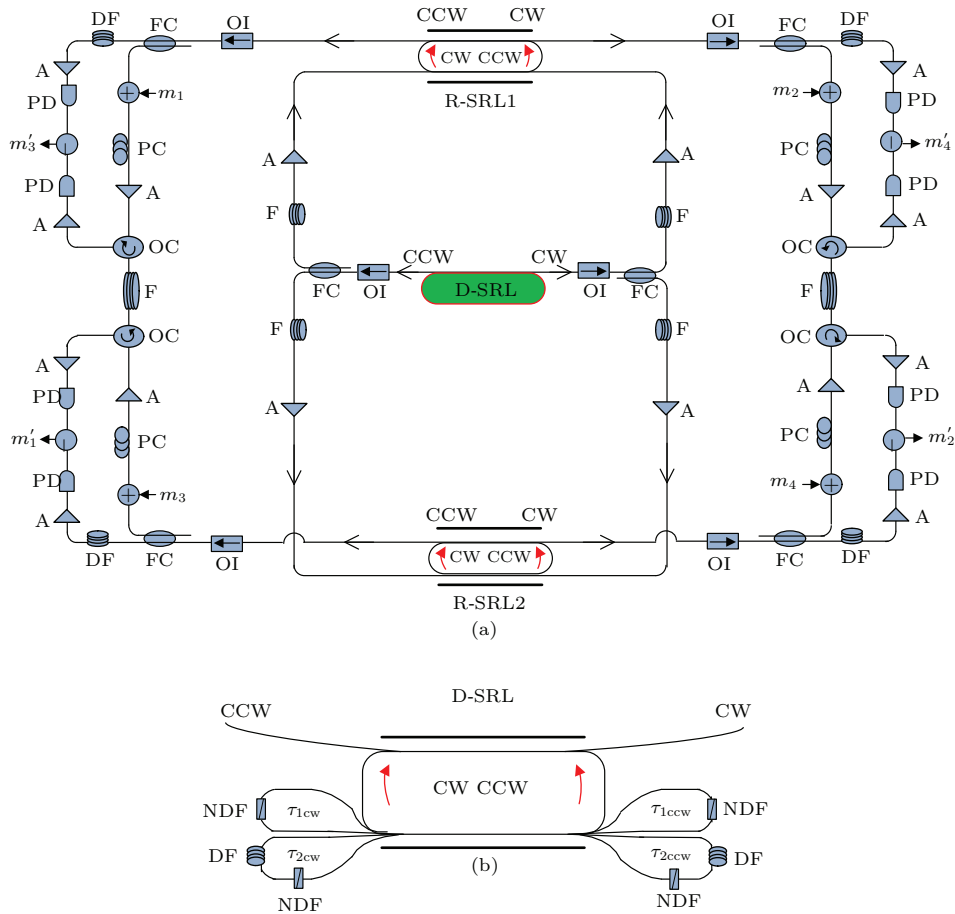 DF FC OI CCW CW OI FC DF
A CW CCW A
PD m₁ R-SRL1 m₂ PD
m′₃ PC A A PC m′₄
PD PD
A A F F A A
OC CCW CW OC
F FC OI D-SRL OI FC F
OC F F OC
A A
PD A A A A PD
m′₁ PC PC m′₂
PD m₃ m₄ PD
A CCW CW A
DF FC OI CW CCW OI FC DF
R-SRL2
(a)
D-SRL
CCW CW
CW CCW
NDF τ₁cw τ₁ccw NDF
DF τ₂cw τ₂ccw DF
(b)
NDF NDF